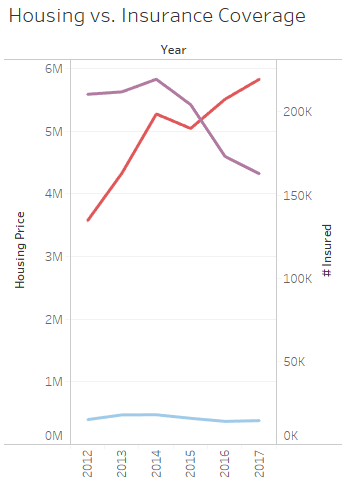 Housing vs. Insurance Coverage
Year
6M
5M
4M
3M
2M
1M
0M
Housing Price
200K
150K
100K
50K
0K
# Insured
2012
2013
2014
2015
2016
2017